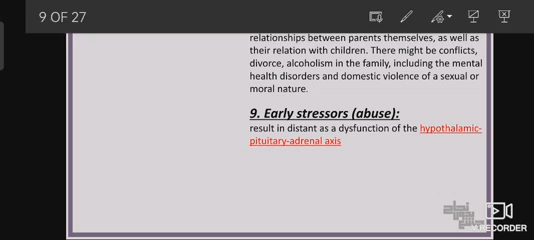 9 OF 27
relationships between parents themselves, as well as
their relation with children. There might be conflicts,
divorce, alcoholism in the family, including the mental
health disorders and domestic violence of a sexual or
moral nature.
9. Early stressors (abuse):
result in distant as a dysfunction of the hypothalamic-
pituitary-adrenal axis
RECORDER